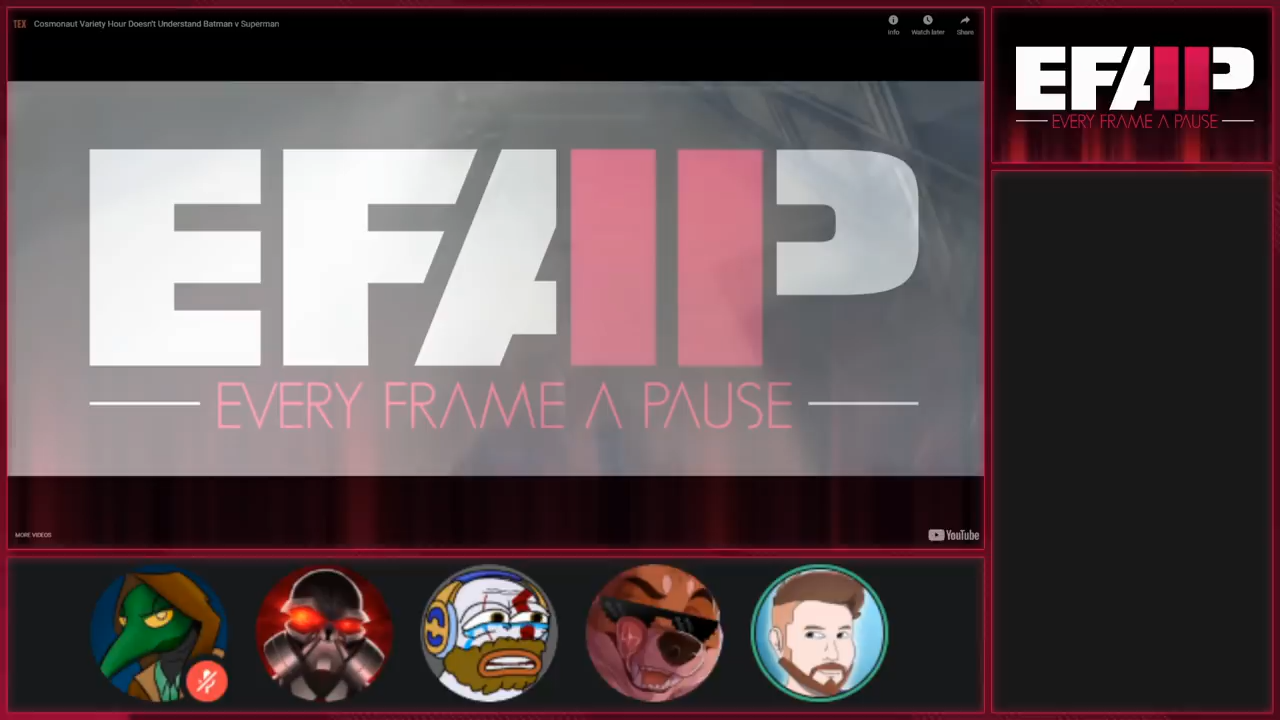 TEX Cosmonaut Variety Hour Doesn't Understand Batman v Superman
Info Watch later Share
EFAP
EVERY FRAME A PAUSE
MORE VIDEOS
YouTube
EFAP
EVERY FRAME A PAUSE